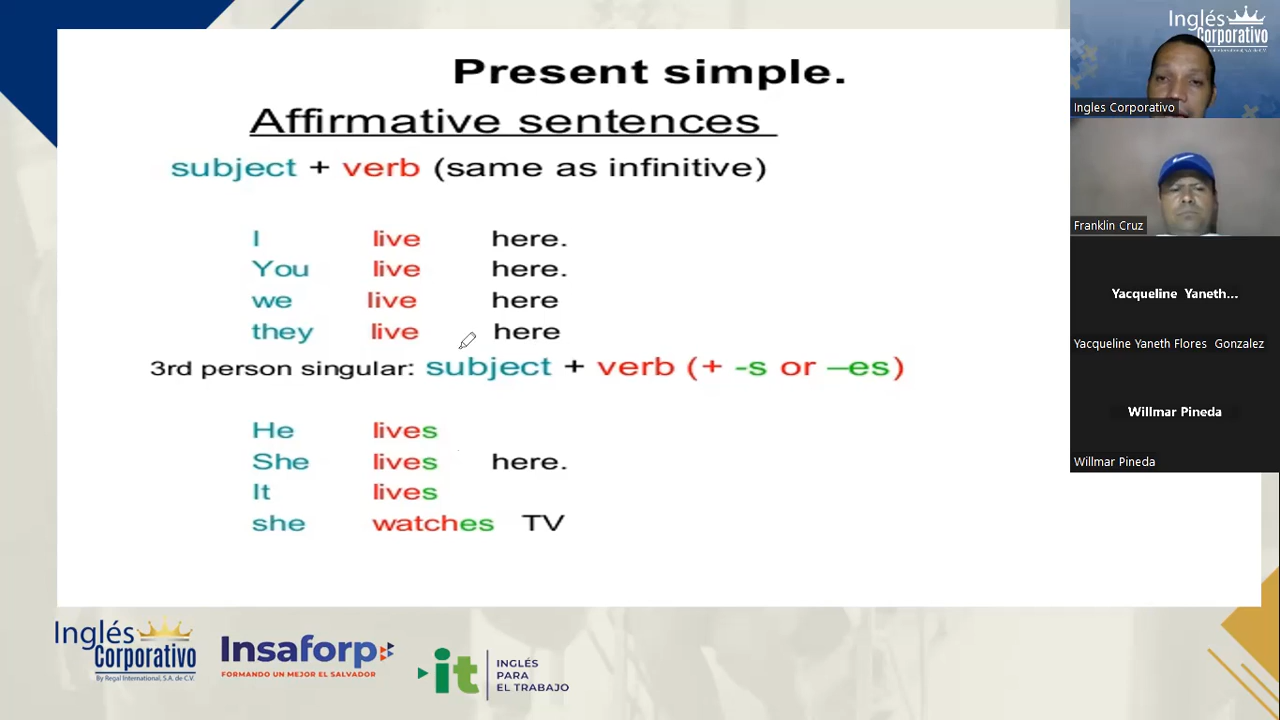 Present simple.
Affirmative sentences
subject + verb (same as infinitive)
I live here.
You live here.
we live here
they live here
3rd person singular: subject + verb (+ -s or –es)
He lives
She lives here.
It lives
she watches TV
Inglés
Corporativo
By Regal International, S.A. de C.V.
Insaforp
FORMANDO UN MEJOR EL SALVADOR
it
INGLÉS
PARA
EL TRABAJO
Inglés
Corporativo
Ingles Corporativo
Franklin Cruz
Yacqueline Yaneth...
Yacqueline Yaneth Flores Gonzalez
Willmar Pineda
Willmar Pineda